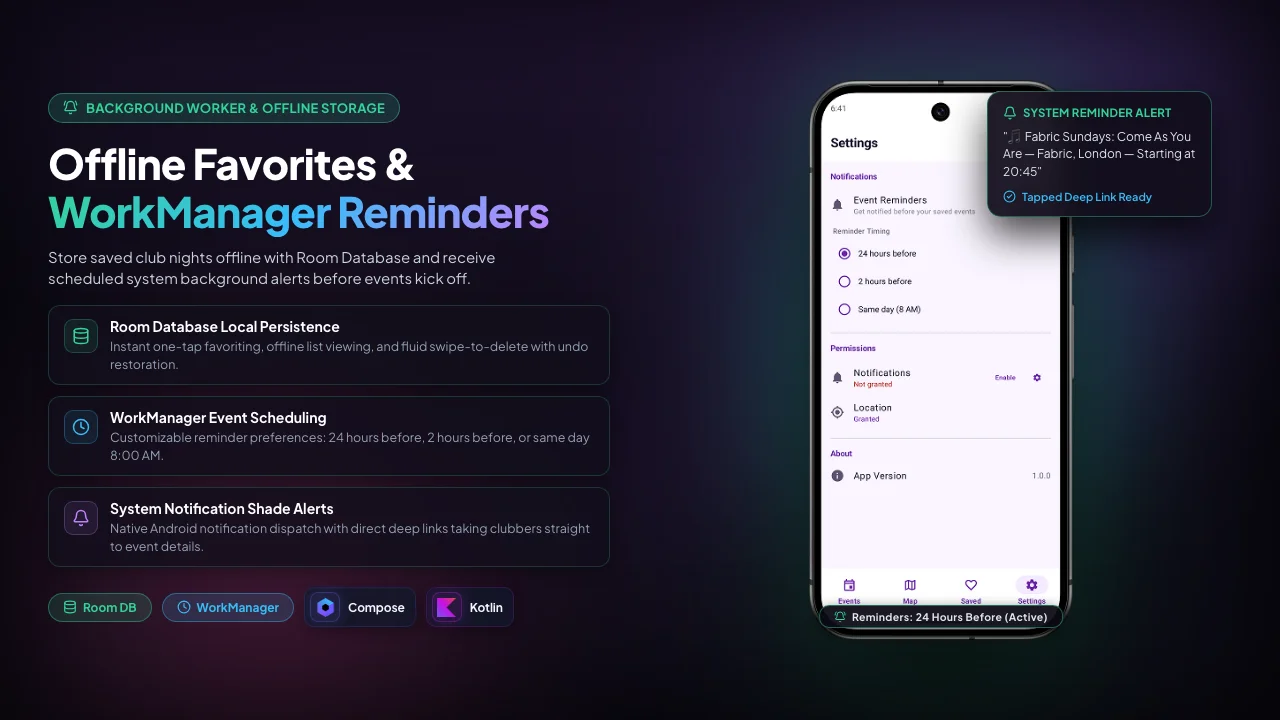 BACKGROUND WORKER & OFFLINE STORAGE
Offline Favorites &
WorkManager Reminders
Store saved club nights offline with Room Database and receive
scheduled system background alerts before events kick off.
Room Database Local Persistence
Instant one-tap favoriting, offline list viewing, and fluid swipe-to-delete with undo
restoration.
WorkManager Event Scheduling
Customizable reminder preferences: 24 hours before, 2 hours before, or same day
8:00 AM.
System Notification Shade Alerts
Native Android notification dispatch with direct deep links taking clubbers straight
to event details.
Room DB
WorkManager
Compose
Kotlin
6:41
Settings
Notifications
Event Reminders
Get notified before your saved events
Reminder Timing
24 hours before
2 hours before
Same day (8 AM)
Permissions
Notifications
Not granted
Enable
Location
Granted
About
App Version
1.0.0
Events
Map
Saved
Settings
Reminders: 24 Hours Before (Active)
SYSTEM REMINDER ALERT
"🎵 Fabric Sundays: Come As You
Are — Fabric, London — Starting at
20:45"
Tapped Deep Link Ready